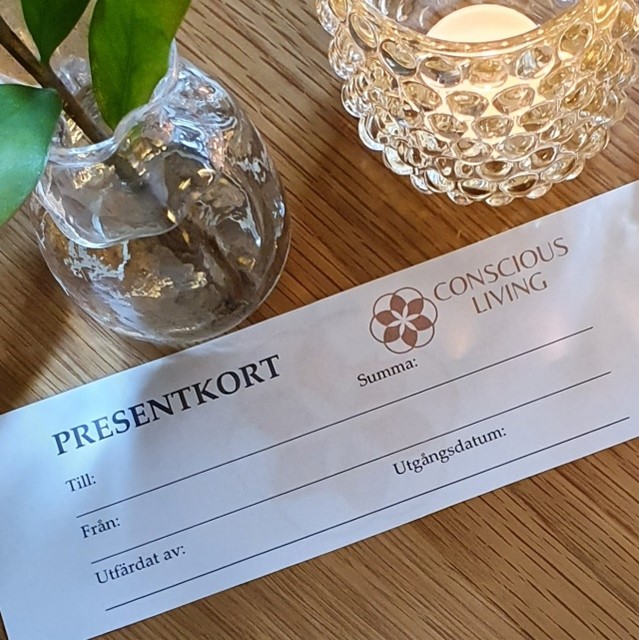 CONSCIOUS
LIVING
PRESENTKORT
Summa:
Till:
Från:
Utgångsdatum:
Utfärdat av: